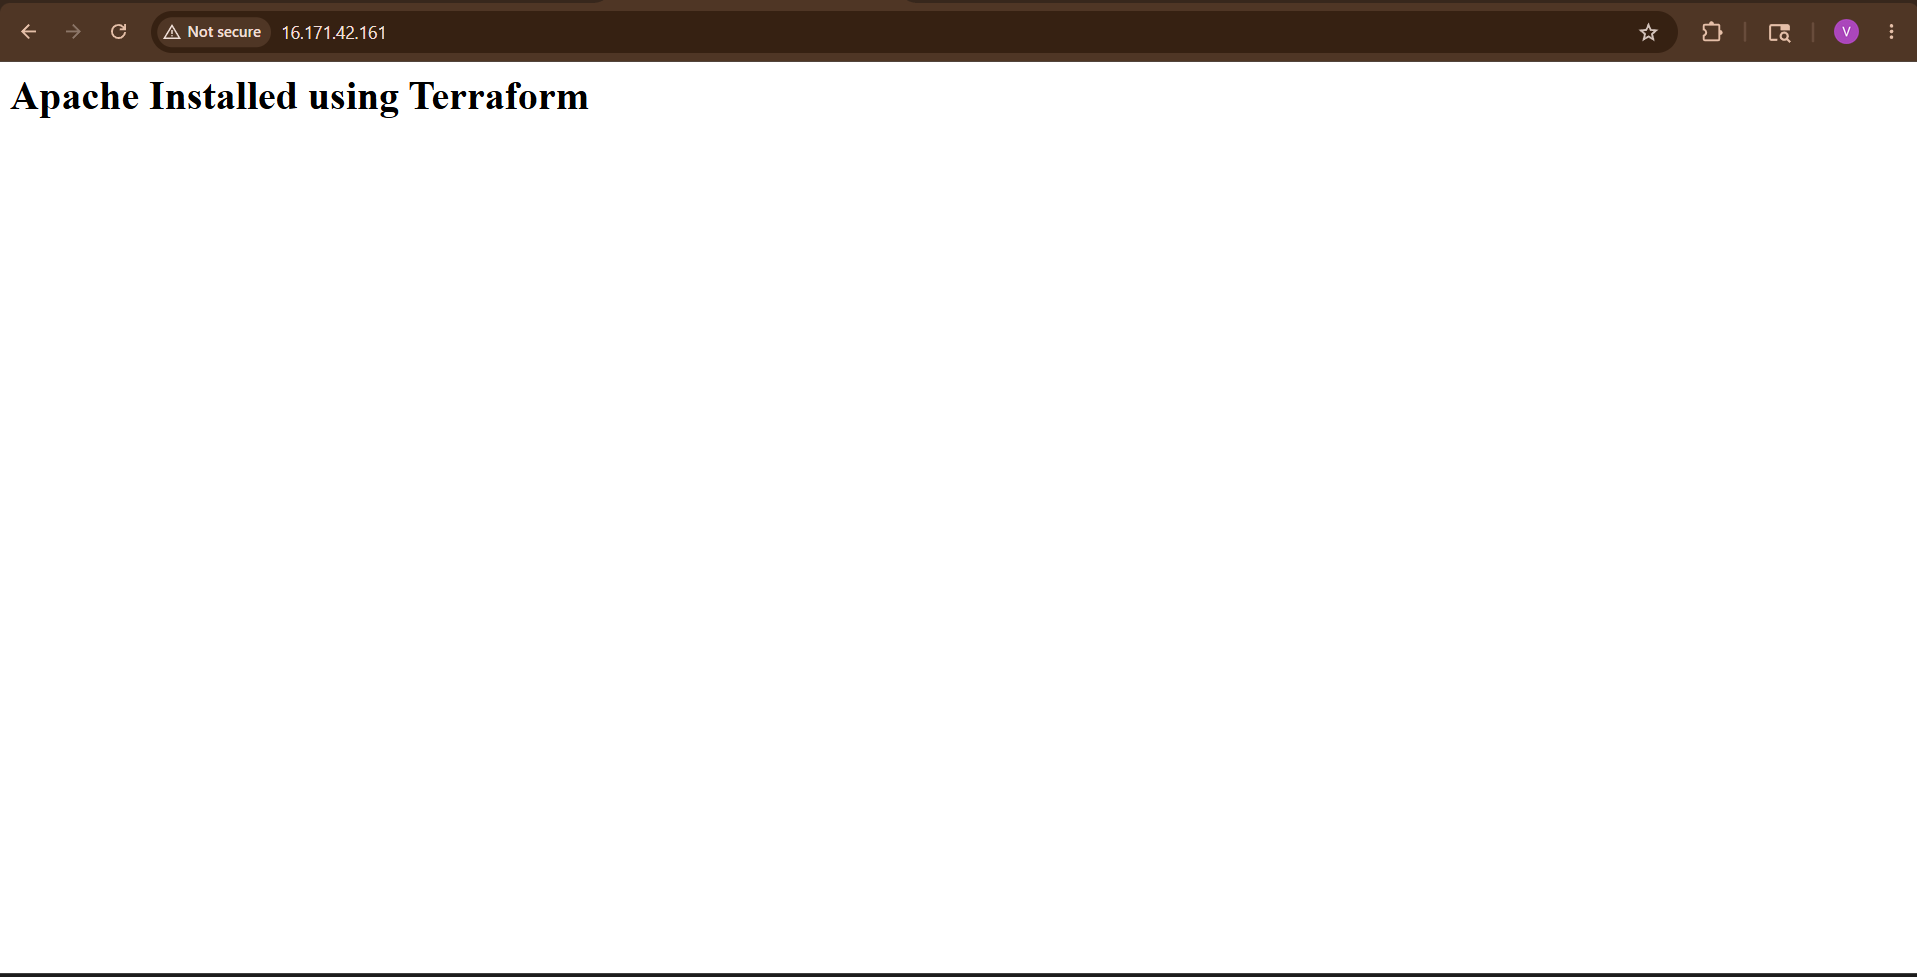 Not secure 16.171.42.161
V
Apache Installed using Terraform